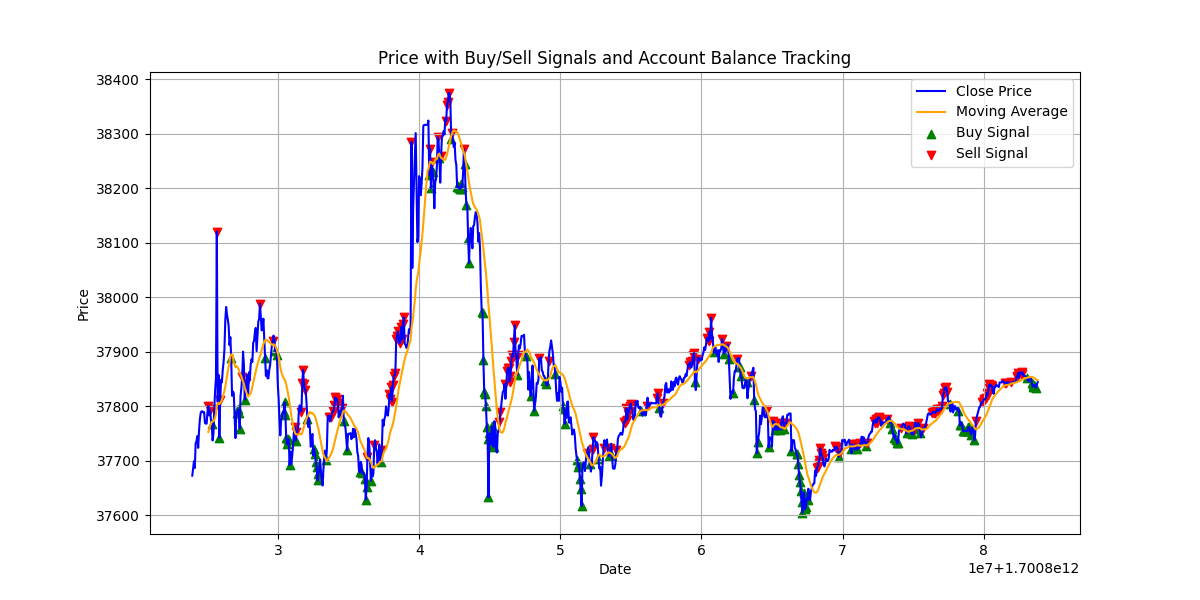 Price with Buy/Sell Signals and Account Balance Tracking
38400
38300
38200
38100
38000
37900
37800
37700
37600
Price
Close Price
Moving Average
Buy Signal
Sell Signal
3 4 5 6 7 8
Date
1e7+1.7008e12